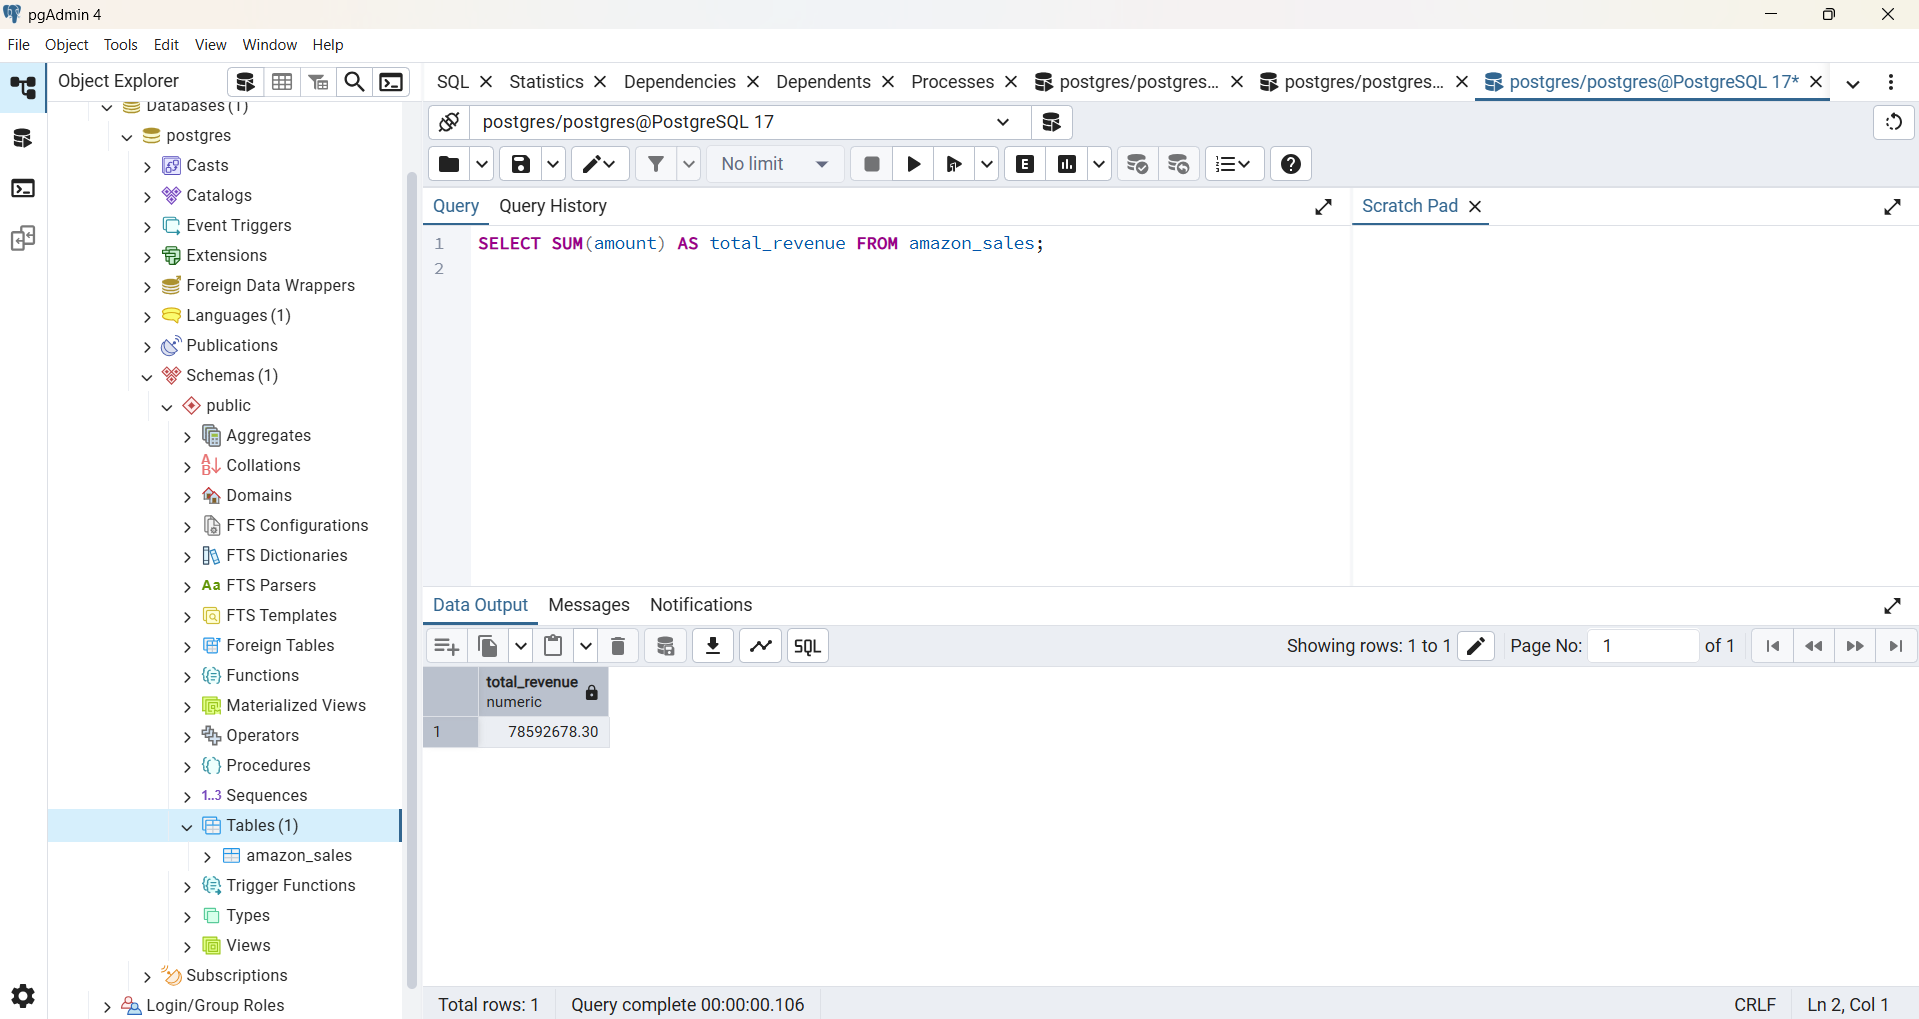 pgAdmin 4
File Object Tools Edit View Window Help
Object Explorer
SQL Statistics Dependencies Dependents Processes postgres/postgres... postgres/postgres... postgres/postgres@PostgreSQL 17*
Databases (1)
postgres
Casts
Catalogs
Event Triggers
Extensions
Foreign Data Wrappers
Languages (1)
Publications
Schemas (1)
public
Aggregates
Collations
Domains
FTS Configurations
FTS Dictionaries
Aa FTS Parsers
FTS Templates
Foreign Tables
Functions
Materialized Views
Operators
Procedures
1..3 Sequences
Tables (1)
amazon_sales
Trigger Functions
Types
Views
Subscriptions
Login/Group Roles
postgres/postgres@PostgreSQL 17
No limit
E
Query Query History
Scratch Pad
1 SELECT SUM(amount) AS total_revenue FROM amazon_sales;
2
Data Output Messages Notifications
SQL
Showing rows: 1 to 1
Page No: 1 of 1
total_revenue
numeric
1 78592678.30
Total rows: 1 Query complete 00:00:00.106
CRLF Ln 2, Col 1